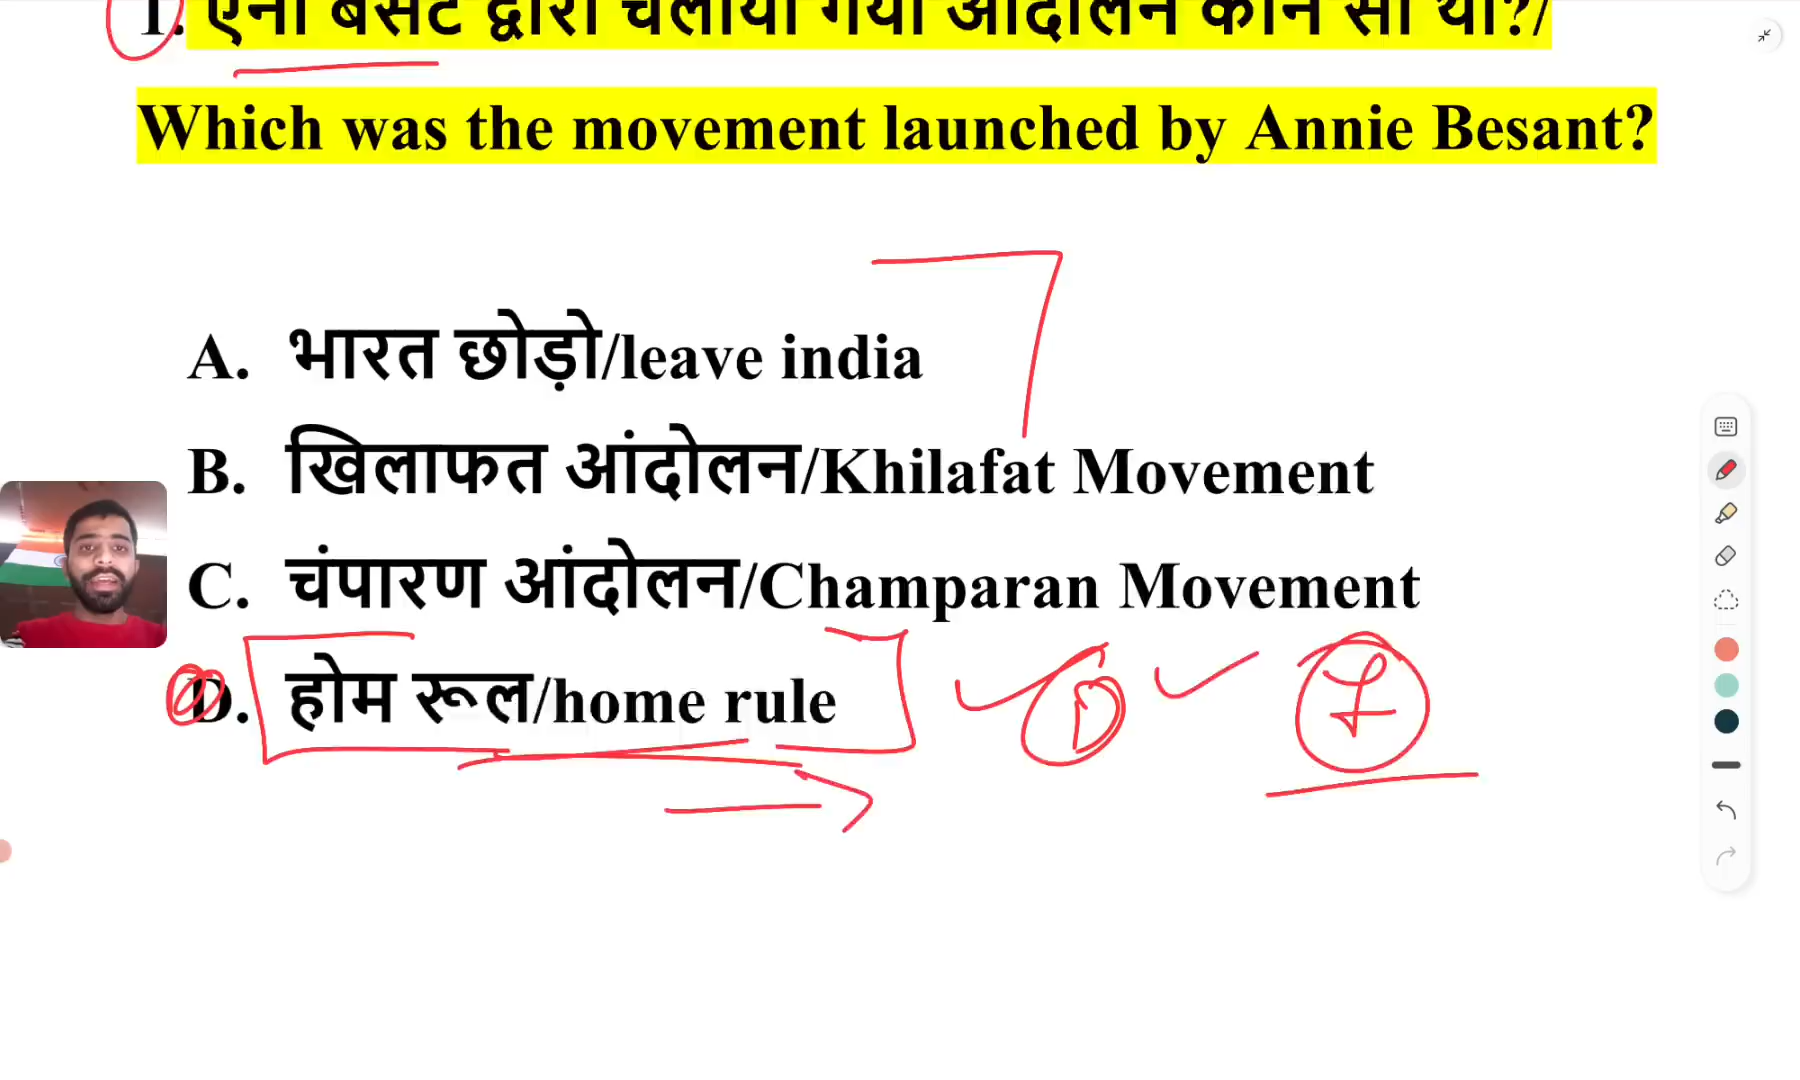 1. एनी बेसेंट द्वारा चलाया गया आंदोलन कौन सा था?/
Which was the movement launched by Annie Besant?
A. भारत छोड़ो/leave india
B. खिलाफत आंदोलन/Khilafat Movement
C. चंपारण आंदोलन/Champaran Movement
D. होम रूल/home rule
D